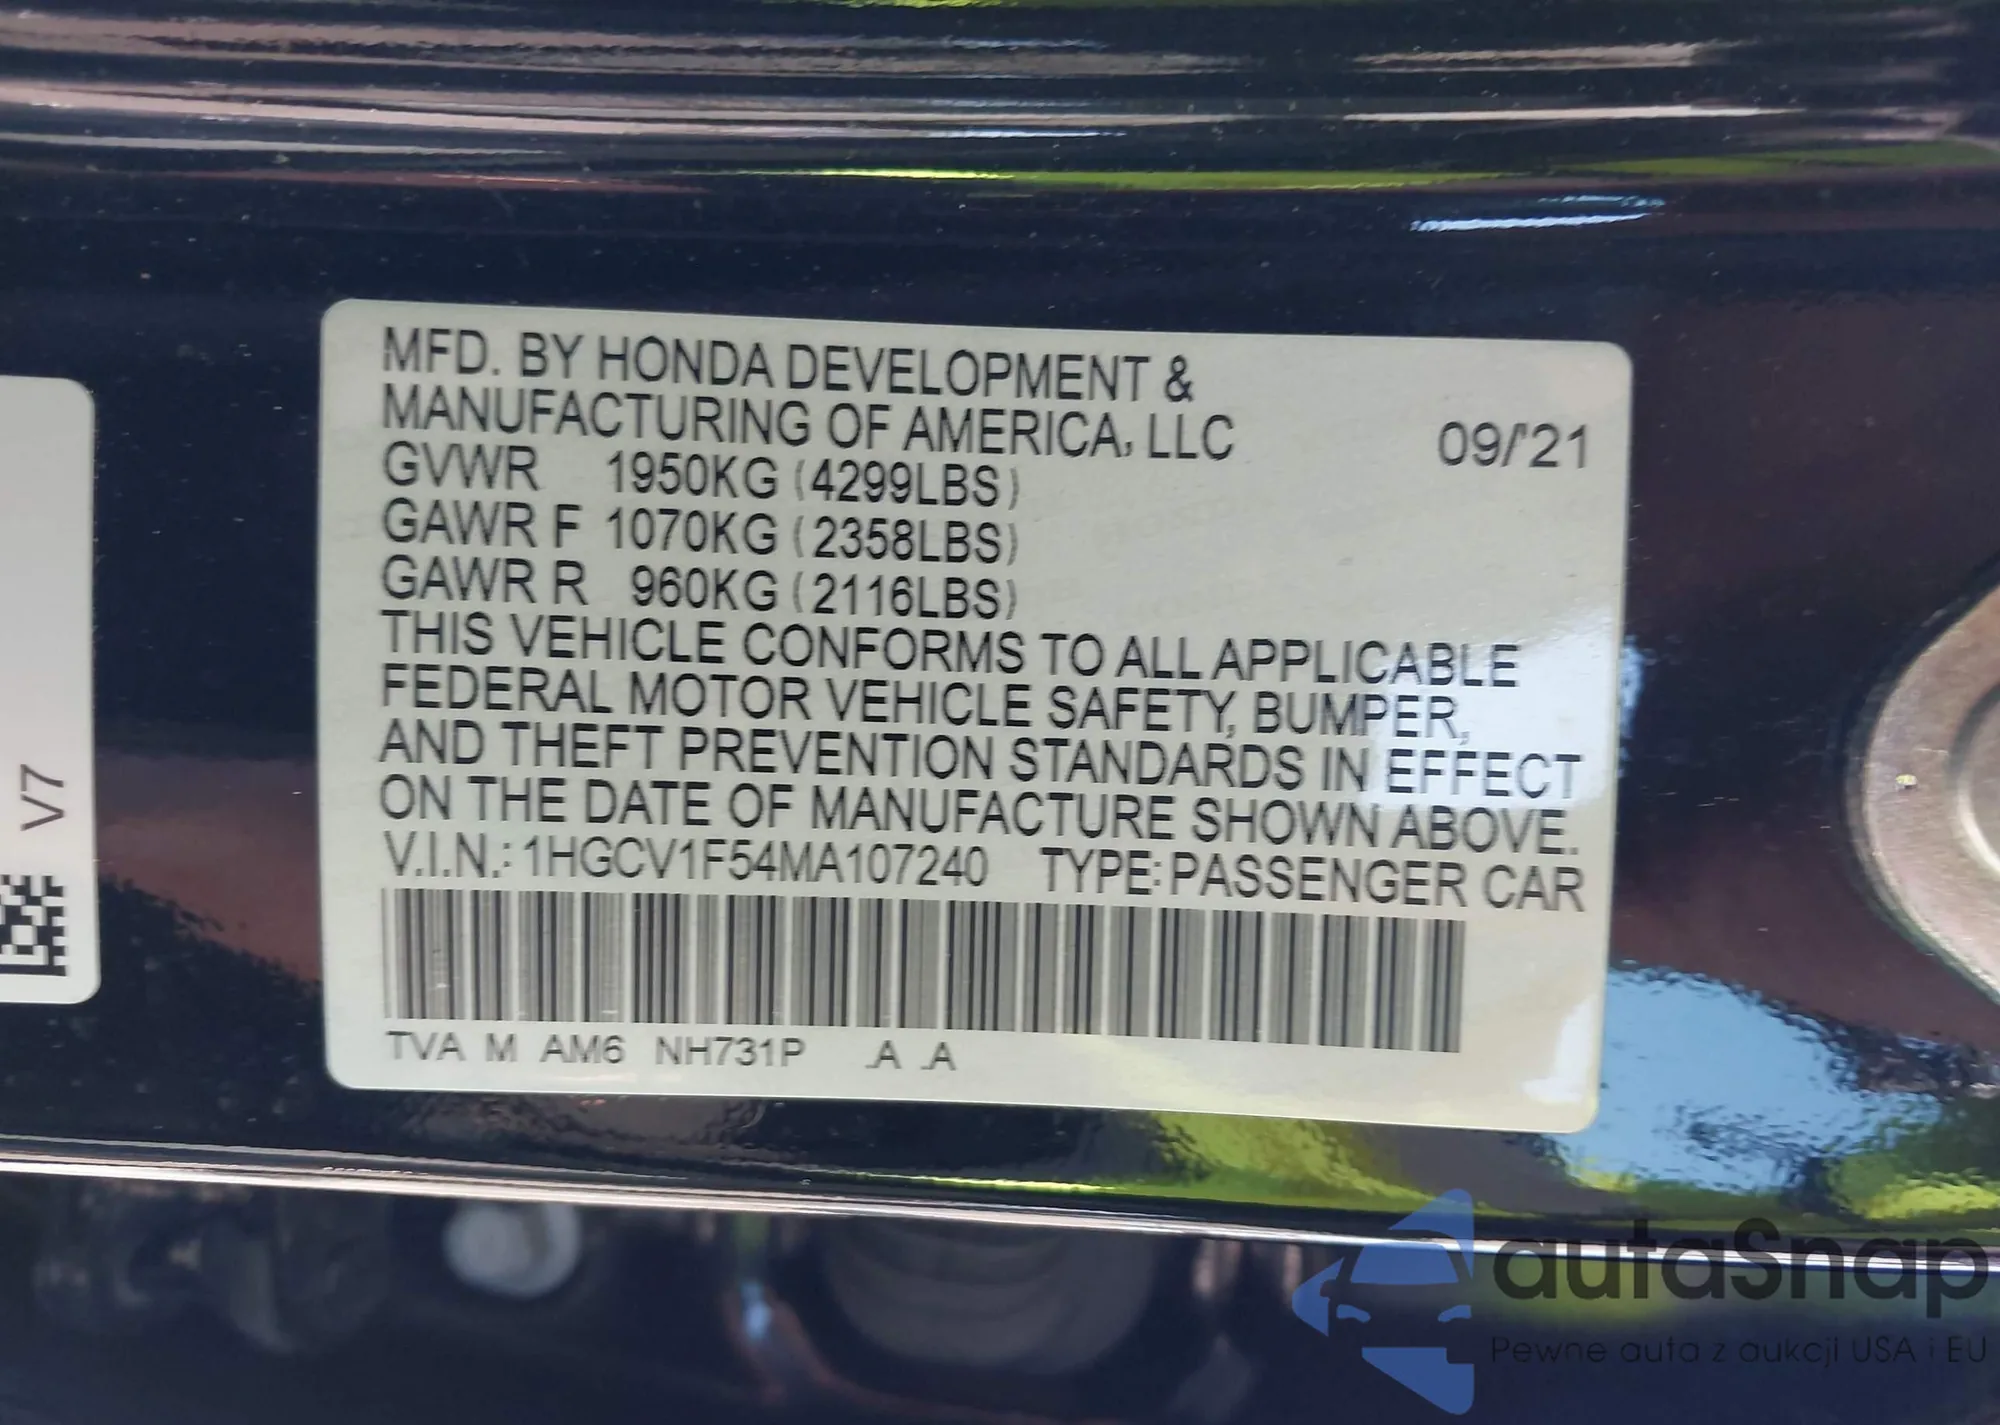 MFD. BY HONDA DEVELOPMENT &
MANUFACTURING OF AMERICA, LLC 09/'21
GVWR 1950KG (4299LBS)
GAWR F 1070KG (2358LBS)
GAWR R 960KG (2116LBS)
THIS VEHICLE CONFORMS TO ALL APPLICABLE
FEDERAL MOTOR VEHICLE SAFETY, BUMPER,
AND THEFT PREVENTION STANDARDS IN EFFECT
ON THE DATE OF MANUFACTURE SHOWN ABOVE.
V.I.N.: 1HGCV1F54MA107240 TYPE: PASSENGER CAR
TVA M AM6 NH731P .A .A
V7
autaSnap
Pewne auta z aukcji USA i EU